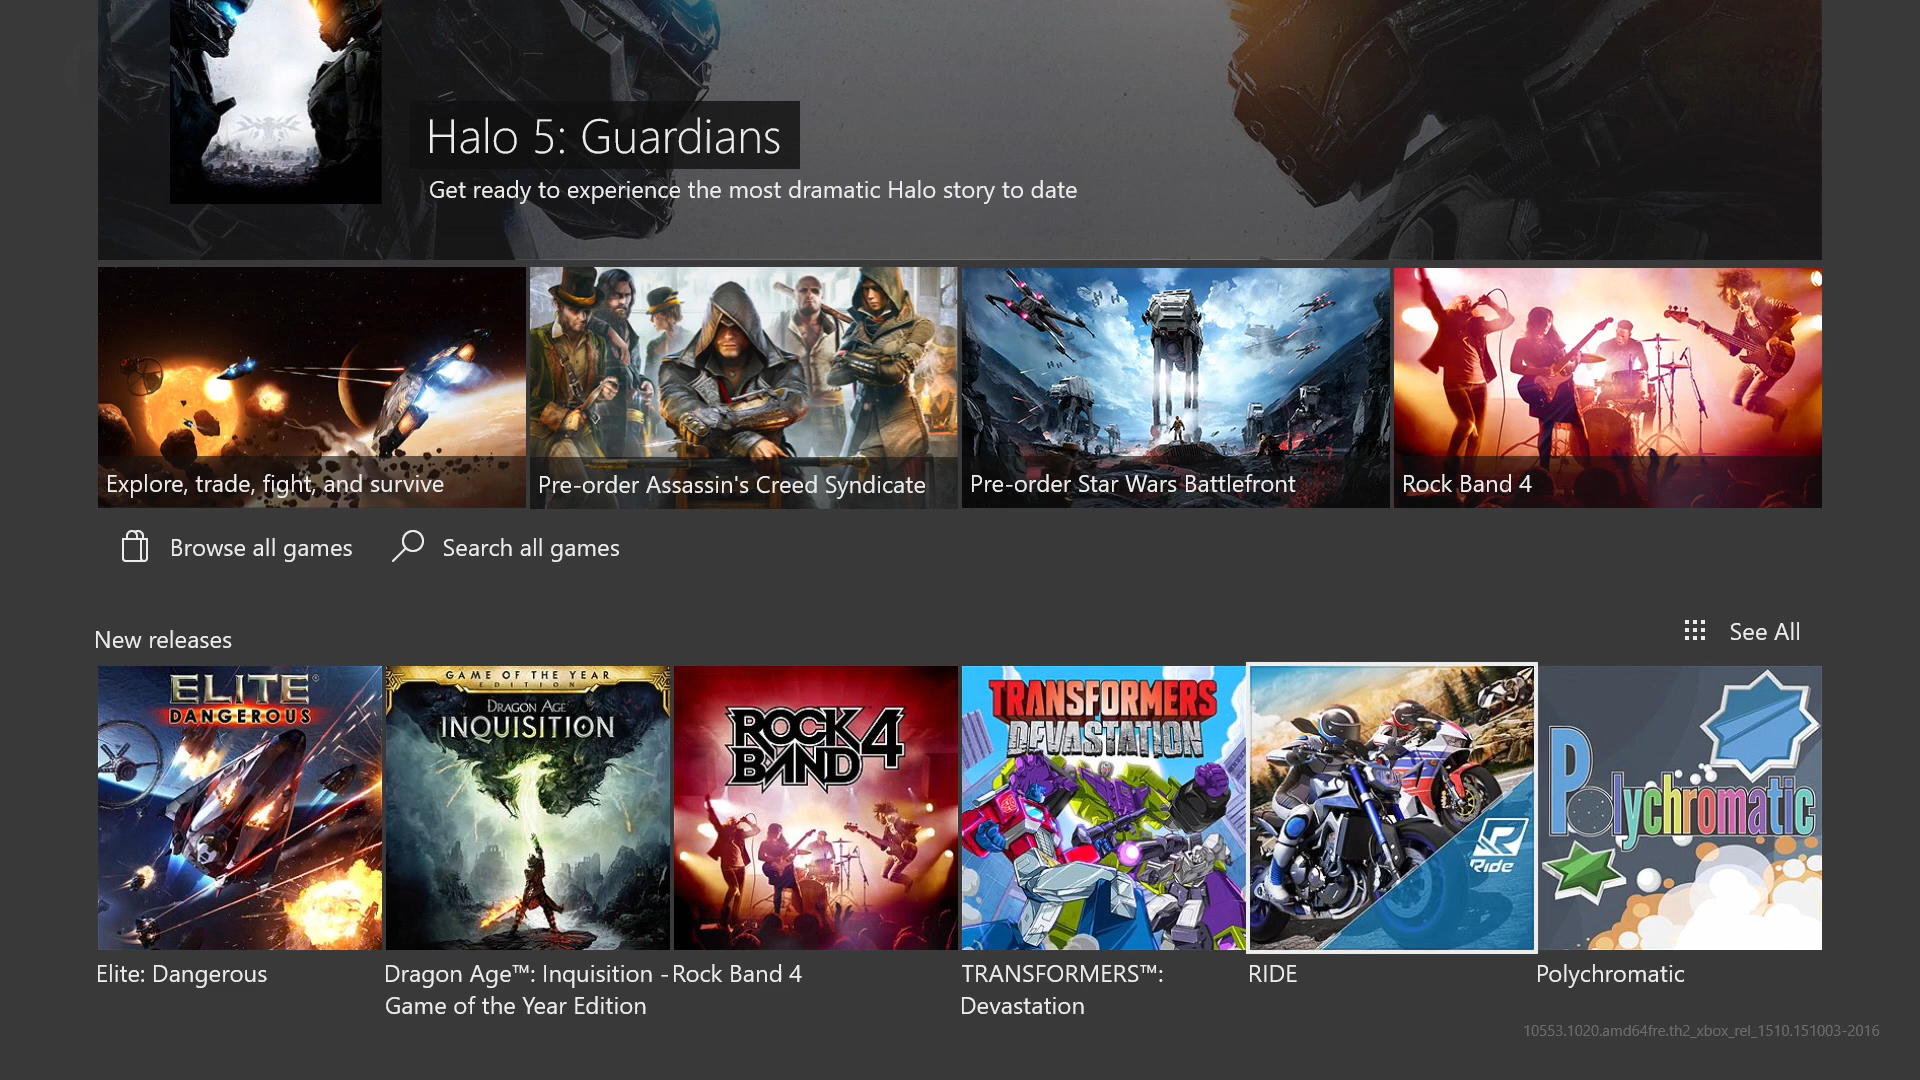 Halo 5: Guardians
Get ready to experience the most dramatic Halo story to date
Explore, trade, fight, and survive
Pre-order Assassin's Creed Syndicate
Pre-order Star Wars Battlefront
Rock Band 4
Browse all games
Search all games
New releases
See All
ELITE
DANGEROUS
GAME OF THE YEAR
EDITION
DRAGON AGE
INQUISITION
ROCK
BAND 4
TRANSFORMERS
DEVASTATION
Ride
Polychromatic
Elite: Dangerous
Dragon Age™: Inquisition -
Game of the Year Edition
Rock Band 4
TRANSFORMERS™:
Devastation
RIDE
Polychromatic
10553.1020.amd64fre.th2_xbox_rel_1510.151003-2016